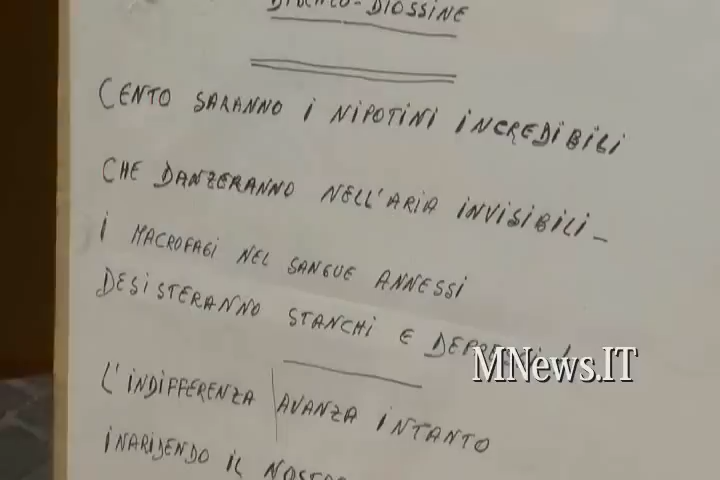 DIOSSINE
CENTO SARANNO I NIPOTINI INCREDIBILI
CHE DANZERANNO NELL'ARIA INVISIBILI_
I MACROFAGI NEL SANGUE ANNESSI
DESISTERANNO STANCHI E
MNews.IT
L'INDIFFERENZA AVANZA INTANTO
INARIDENDO IL